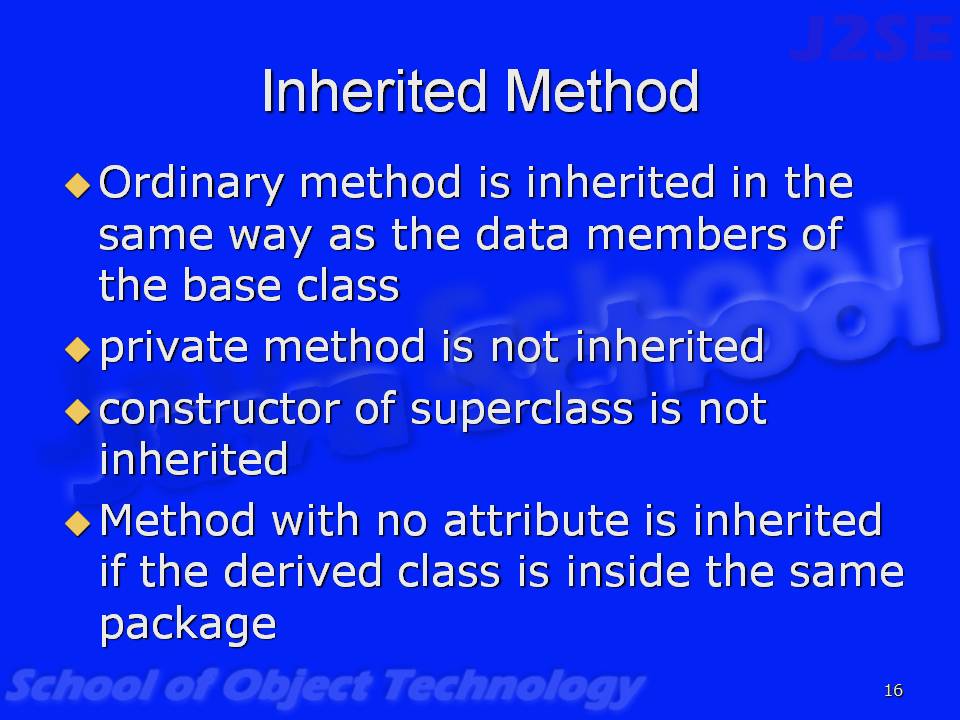 J2SE
Inherited Method
Ordinary method is inherited in the
same way as the data members of
the base class
private method is not inherited
constructor of superclass is not
inherited
Method with no attribute is inherited
if the derived class is inside the same
package
Java School
School of Object Technology
16